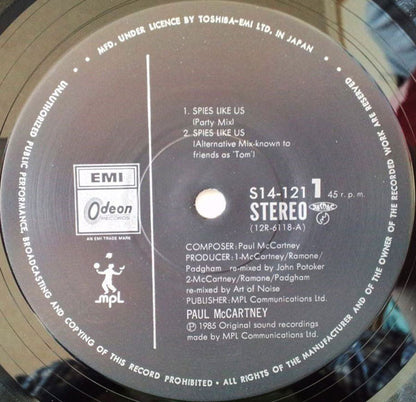 MFD. UNDER LICENCE BY TOSHIBA-EMI LTD. IN JAPAN
UNAUTHORIZED PUBLIC PERFORMANCE, BROADCASTING AND COPYING OF THIS RECORD PROHIBITED • ALL RIGHTS OF THE MANUFACTURER AND OF THE OWNER OF THE RECORDED WORK ARE RESERVED
1. SPIES LIKE US
(Party Mix)
2. SPIES LIKE US
(Alternative Mix-known to
friends as 'Tom')
EMI
Odeon
RECORDS
AN EMI TRADE MARK
mpl
S14-121 1 45 r.p.m.
STEREO
(12R-6118-A)
COMPOSER:Paul McCartney
PRODUCER:1-McCartney/Ramone/
Padgham re-mixed by John Potoker
2-McCartney/Ramone/Padgham
re-mixed by Art of Noise
PUBLISHER:MPL Communications Ltd.
PAUL McCARTNEY
Ⓟ 1985 Original sound recordings
made by MPL Communications Ltd.